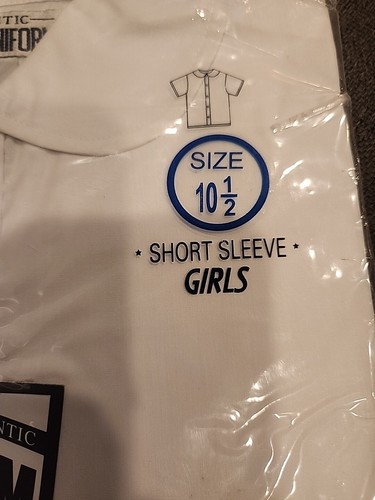 SIZE
10 1/2
* SHORT SLEEVE *
GIRLS